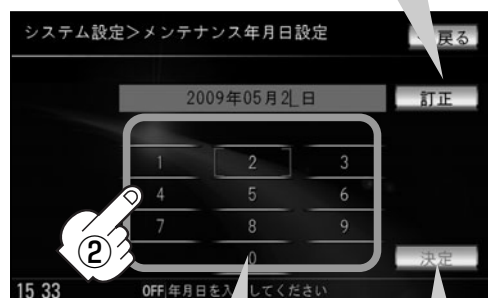 システム設定>メンテナンス年月日設定
戻る
2009年05月2_日
訂正
1 2 3
4 5 6
7 8 9
0
②
決定
15 33
OFF 年月日を入 してください